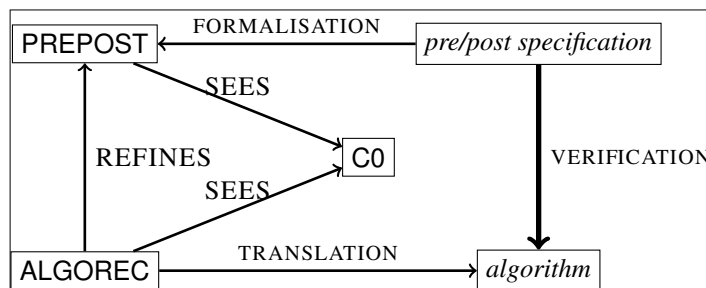 FORMALISATION
PREPOST
pre/post specification
SEES
C0
REFINES
VERIFICATION
SEES
TRANSLATION
ALGOREC
algorithm